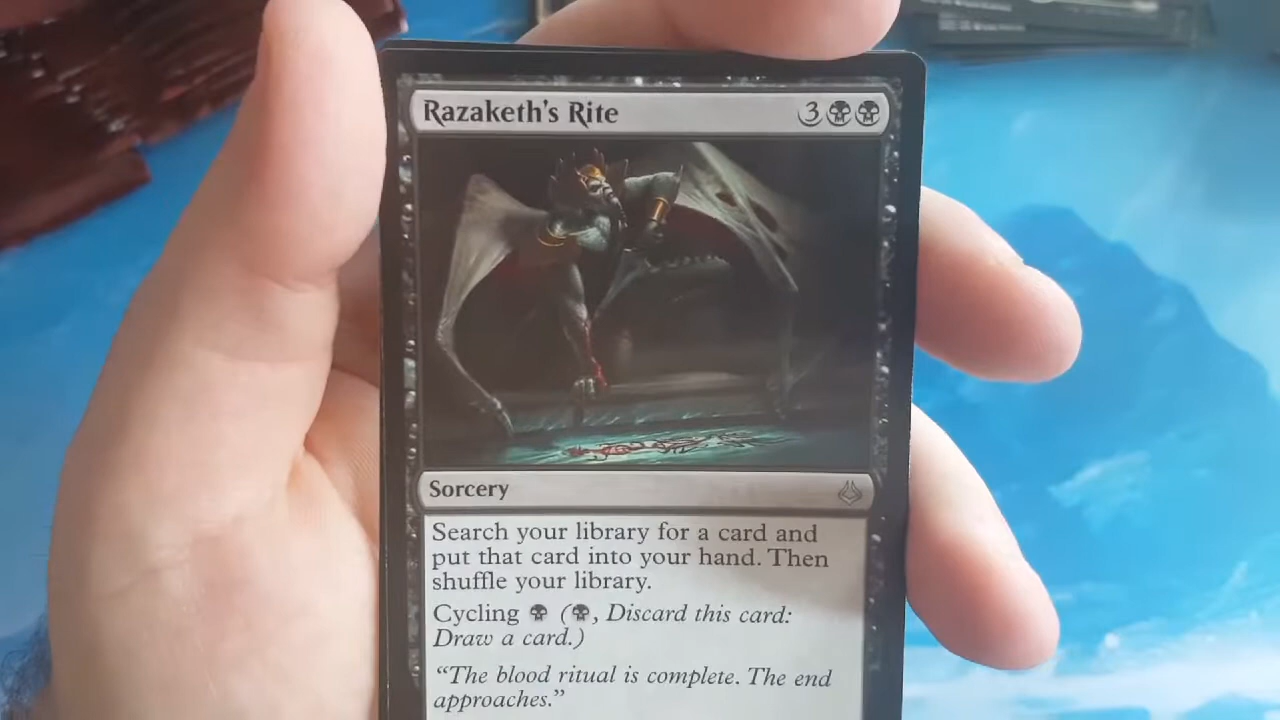 Razaketh's Rite 3
Sorcery
Search your library for a card and
put that card into your hand. Then
shuffle your library.
Cycling (, Discard this card:
Draw a card.)
“The blood ritual is complete. The end
approaches.”